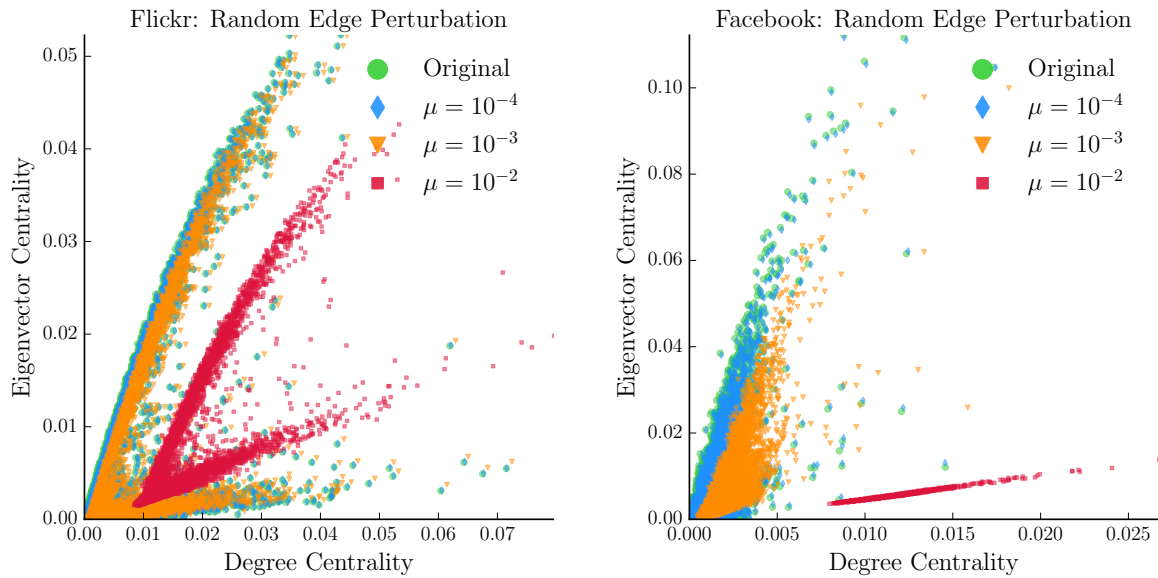 Flickr: Random Edge Perturbation
Eigenvector Centrality
0.05
0.04
0.03
0.02
0.01
0.00
Original
μ = 10⁻⁴
μ = 10⁻³
μ = 10⁻²
0.00 0.01 0.02 0.03 0.04 0.05 0.06 0.07
Degree Centrality
Facebook: Random Edge Perturbation
Eigenvector Centrality
0.10
0.08
0.06
0.04
0.02
0.00
Original
μ = 10⁻⁴
μ = 10⁻³
μ = 10⁻²
0.000 0.005 0.010 0.015 0.020 0.025
Degree Centrality